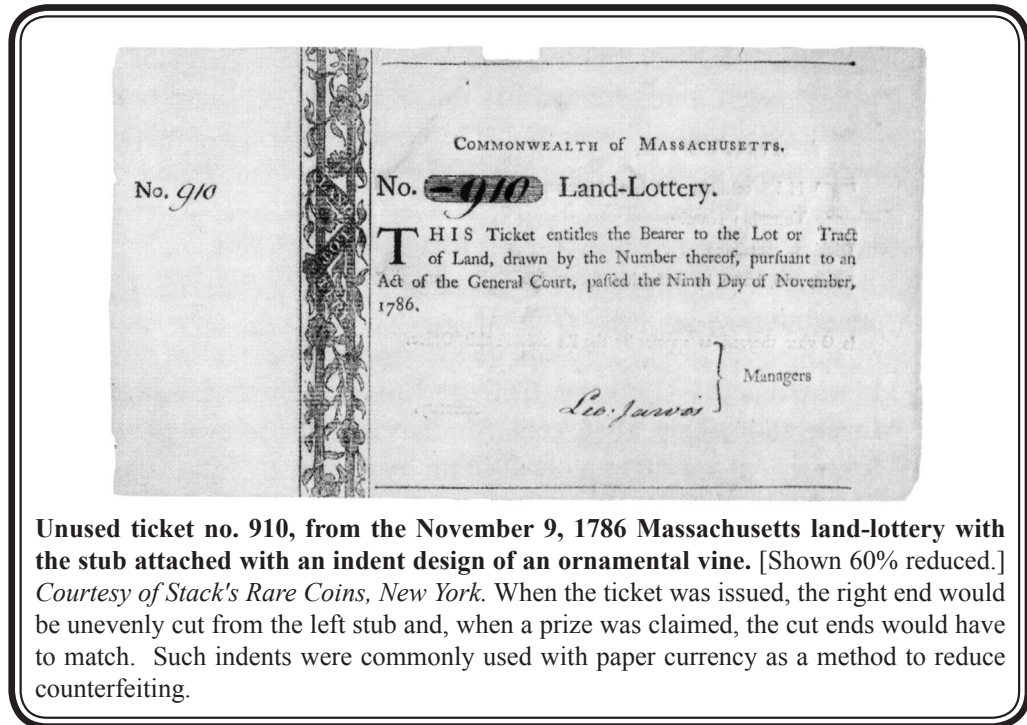 COMMONWEALTH of MASSACHUSETTS.
No. 910
No. 910 Land-Lottery.
THIS Ticket entitles the Bearer to the Lot or Tract
of Land, drawn by the Number thereof, purſuant to an
Act of the General Court, paſſed the Ninth Day of November,
1786.
Managers
Leo. Jarvis
Unused ticket no. 910, from the November 9, 1786 Massachusetts land-lottery with
the stub attached with an indent design of an ornamental vine. [Shown 60% reduced.]
Courtesy of Stack's Rare Coins, New York. When the ticket was issued, the right end would
be unevenly cut from the left stub and, when a prize was claimed, the cut ends would have
to match. Such indents were commonly used with paper currency as a method to reduce
counterfeiting.